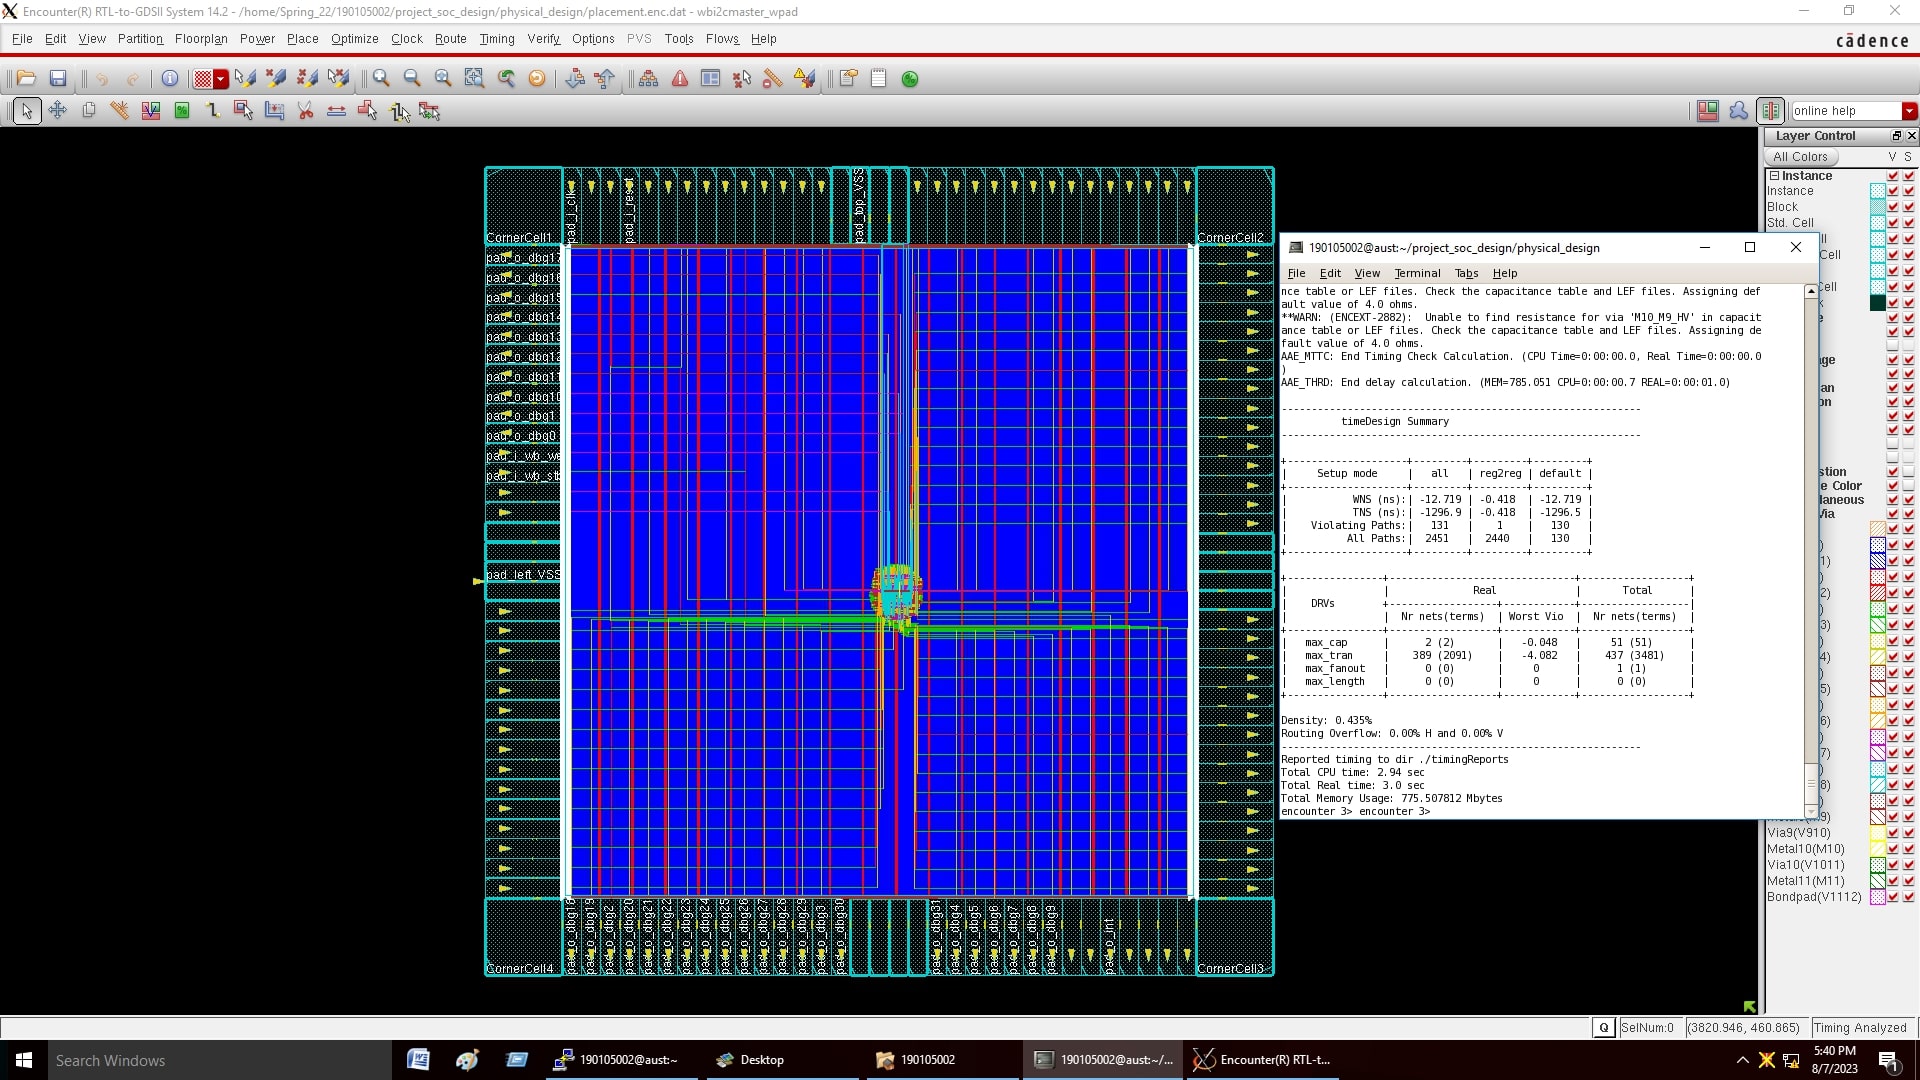 Encounter(R) RTL-to-GDSII System 14.2 - /home/Spring_22/190105002/project_soc_design/physical_design/placement.enc.dat - wbi2cmaster_wpad
File Edit View Partition Floorplan Power Place Optimize Clock Route Timing Verify Options PVS Tools Flows Help
cādence
online help
Layer Control
All Colors V S
Instance
Instance
Block
Std. Cell
CornerCell1
pad_i_clk
pad_i_reset
pad_top_VSS
CornerCell2
pad_o_dbg17
pad_o_dbg16
pad_o_dbg15
pad_o_dbg14
pad_o_dbg13
pad_o_dbg12
pad_o_dbg11
pad_o_dbg10
pad_o_dbg1
pad_o_dbg0
pad_i_wb_we
pad_i_wb_stb
pad_left_VSS
CornerCell4
pad_o_dbg18
pad_o_dbg19
pad_o_dbg2
pad_o_dbg20
pad_o_dbg21
pad_o_dbg22
pad_o_dbg23
pad_o_dbg24
pad_o_dbg25
pad_o_dbg26
pad_o_dbg27
pad_o_dbg28
pad_o_dbg29
pad_o_dbg3
pad_o_dbg30
pad_o_dbg31
pad_o_dbg4
pad_o_dbg5
pad_o_dbg6
pad_o_dbg7
pad_o_dbg8
pad_o_dbg9
pad_o_int
CornerCell3
190105002@aust:~/project_soc_design/physical_design
File Edit View Terminal Tabs Help
nce table or LEF files. Check the capacitance table and LEF files. Assigning def
ault value of 4.0 ohms.
**WARN: (ENCEXT-2882): Unable to find resistance for via 'M10_M9_HV' in capacit
ance table or LEF files. Check the capacitance table and LEF files. Assigning de
fault value of 4.0 ohms.
AAE_MTTC: End Timing Check Calculation. (CPU Time=0:00:00.0, Real Time=0:00:00.0
)
AAE_THRD: End delay calculation. (MEM=785.051 CPU=0:00:00.7 REAL=0:00:01.0)
timeDesign Summary
| Setup mode | all | reg2reg | default |
| WNS (ns):| -12.719 | -0.418 | -12.719 |
| TNS (ns):| -1296.9 | -0.418 | -1296.5 |
| Violating Paths:| 131 | 1 | 130 |
| All Paths:| 2451 | 2440 | 130 |
| | Real | Total |
| DRVs
| | Nr nets(terms) | Worst Vio | Nr nets(terms) |
| max_cap | 2 (2) | -0.048 | 51 (51) |
| max_tran | 389 (2091) | -4.082 | 437 (3481) |
| max_fanout | 0 (0) | 0 | 1 (1) |
| max_length | 0 (0) | 0 | 0 (0) |
Density: 0.435%
Routing Overflow: 0.00% H and 0.00% V
Reported timing to dir ./timingReports
Total CPU time: 2.94 sec
Total Real time: 3.0 sec
Total Memory Usage: 775.507812 Mbytes
encounter 3> encounter 3>
Via9(V910)
Metal10(M10)
Via10(V1011)
Metal11(M11)
Bondpad(V1112)
Q SelNum:0 (3820.946, 460.865) Timing Analyzed
Search Windows
190105002@aust:~
Desktop
190105002
190105002@aust:~/...
Encounter(R) RTL-t...
5:40 PM
8/7/2023
1